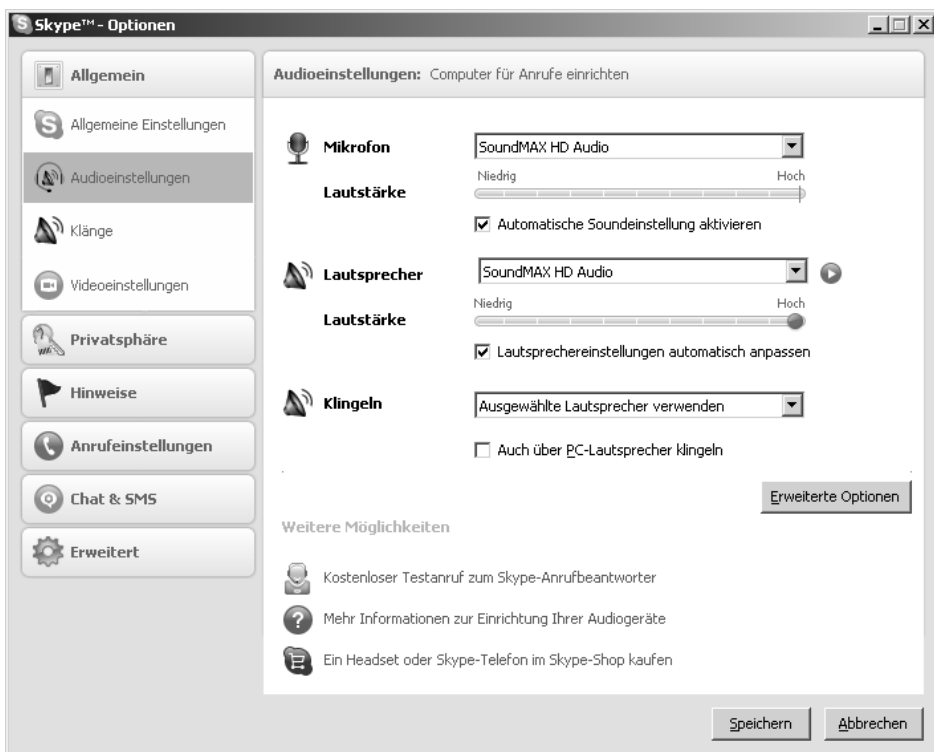 Skype™ - Optionen
Allgemein
Allgemeine Einstellungen
Audioeinstellungen
Klänge
Videoeinstellungen
Privatsphäre
Hinweise
Anrufeinstellungen
Chat & SMS
Erweitert
Audioeinstellungen: Computer für Anrufe einrichten
Mikrofon SoundMAX HD Audio
Niedrig Hoch
Lautstärke
Automatische Soundeinstellung aktivieren
Lautsprecher SoundMAX HD Audio
Niedrig Hoch
Lautstärke
Lautsprechereinstellungen automatisch anpassen
Klingeln Ausgewählte Lautsprecher verwenden
Auch über PC-Lautsprecher klingeln
Erweiterte Optionen
Weitere Möglichkeiten
Kostenloser Testanruf zum Skype-Anrufbeantworter
Mehr Informationen zur Einrichtung Ihrer Audiogeräte
Ein Headset oder Skype-Telefon im Skype-Shop kaufen
Speichern Abbrechen